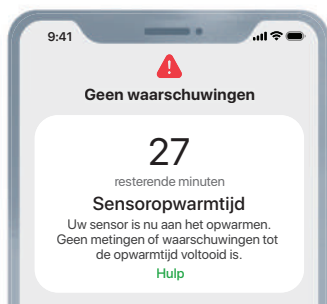 9:41
Geen waarschuwingen
27
resterende minuten
Sensoropwarmtijd
Uw sensor is nu aan het opwarmen.
Geen metingen of waarschuwingen tot
de opwarmtijd voltooid is.
Hulp